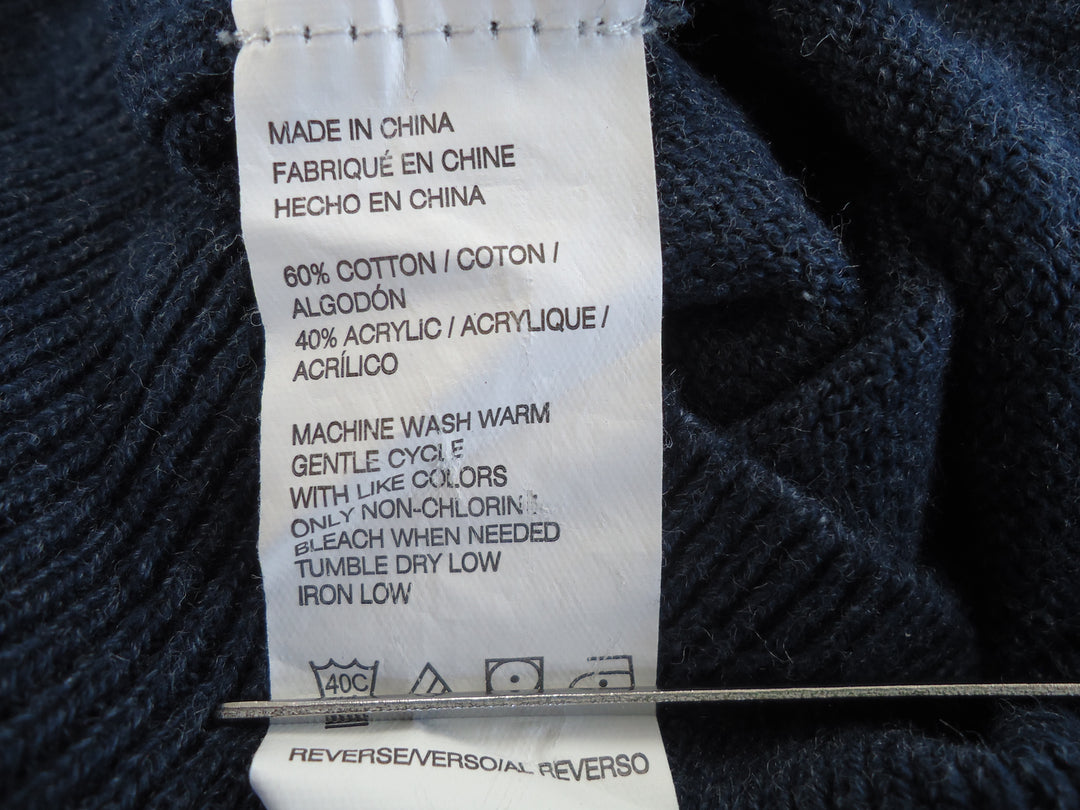 MADE IN CHINA
FABRIQUÉ EN CHINE
HECHO EN CHINA
60% COTTON / COTON /
ALGODÓN
40% ACRYLIC / ACRYLIQUE /
ACRÍLICO
MACHINE WASH WARM
GENTLE CYCLE
WITH LIKE COLORS
ONLY NON-CHLORINE
BLEACH WHEN NEEDED
TUMBLE DRY LOW
IRON LOW
40C
REVERSE/VERSO/AL REVERSO